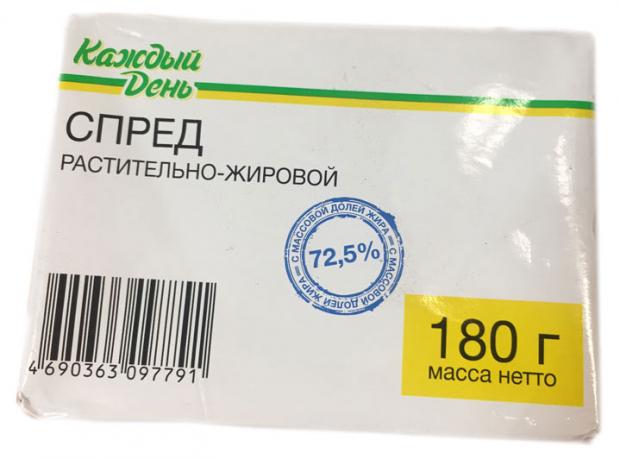 Каждый
День
СПРЕД
РАСТИТЕЛЬНО-ЖИРОВОЙ
С МАССОВОЙ ДОЛЕЙ ЖИРА
72,5%
С МАССОВОЙ ДОЛЕЙ ЖИРА
180 г
масса нетто
4 690363 097791